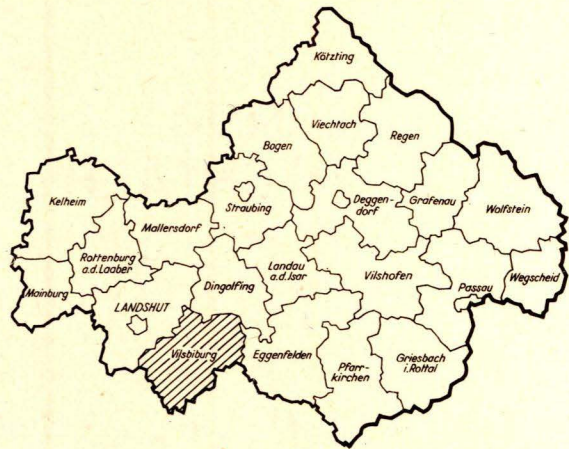 Kötzting
Viechtach
Regen
Bogen
Kelheim
Straubing
Deggen-
dorf
Grafenau
Wolfstein
Mallersdorf
Rottenburg
a.d.Laaber
Landau
a.d.Isar
Vilshofen
Dingolfing
Mainburg
Passau
Wegscheid
LANDSHUT
Vilsbiburg
Eggenfelden
Pfarr-
kirchen
Griesbach
i.Rottal